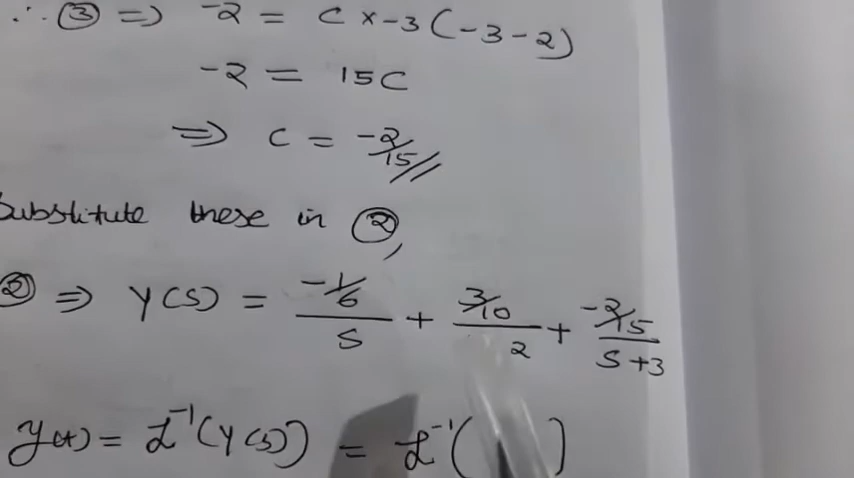 ∴ ③ => -2 = C x -3 (-3-2)
-2 = 15C
=> C = -2/15//
Substitute these in ②,
② => Y(S) = (-1/6)/S + (3/10)/ 2 + (-2/15)/(S+3)
y(t) = L⁻¹(Y(S)) = L⁻¹( )